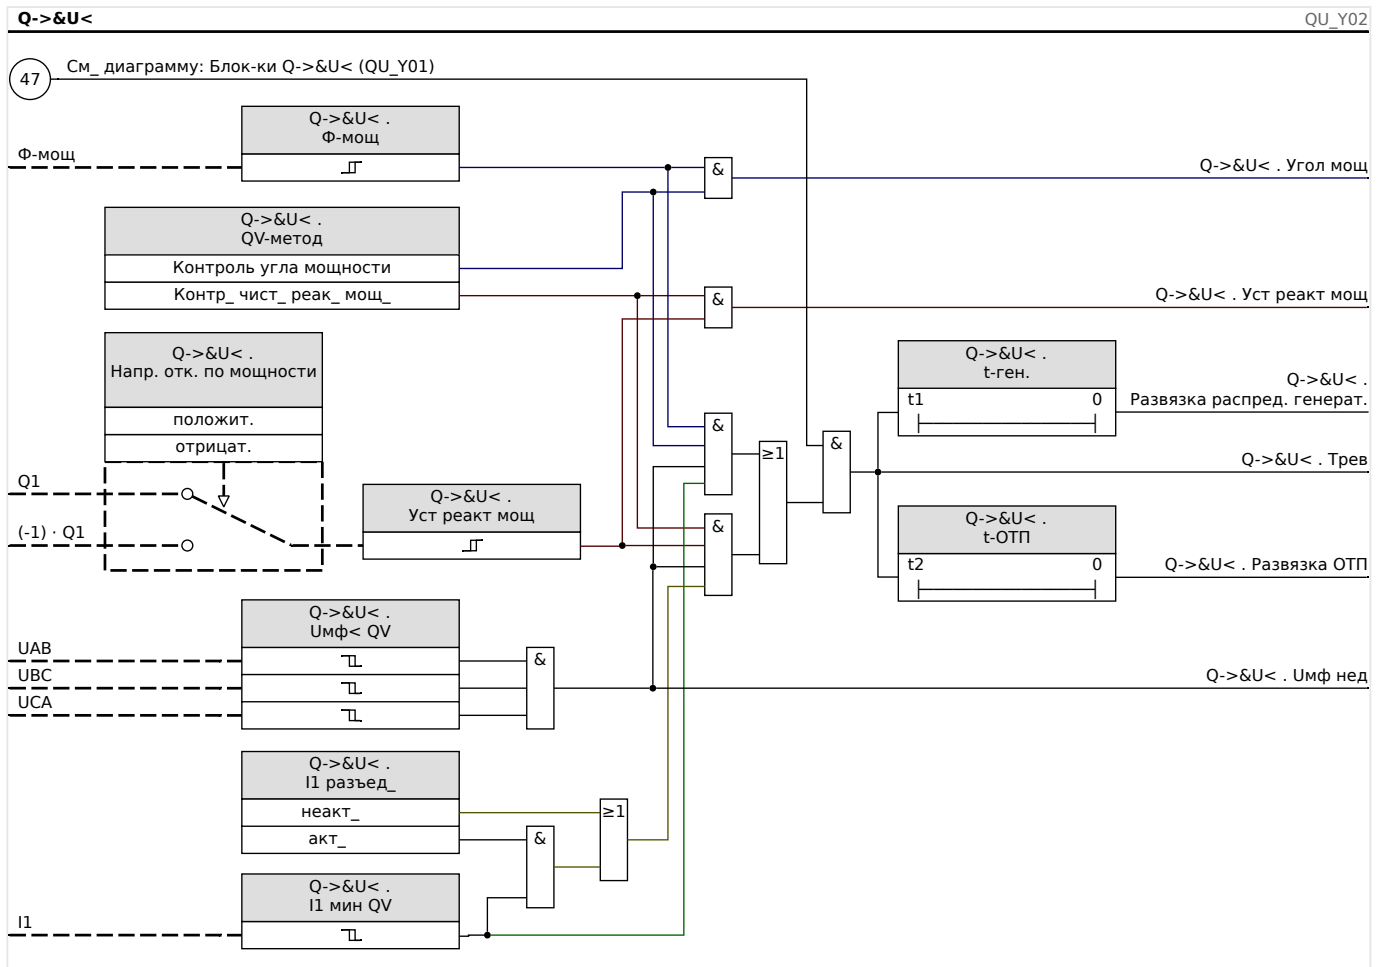 Q->&U<
QU_Y02
47
См_ диаграмму: Блок-ки Q->&U< (QU_Y01)
Q->&U< .
Ф-мощ
Ф-мощ
&
Q->&U< . Угол мощ
Q->&U< .
QV-метод
Контроль угла мощности
Контр_ чист_ реак_ мощ_
&
Q->&U< . Уст реакт мощ
Q->&U< .
Напр. отк. по мощности
положит.
отрицат.
Q1
(-1) · Q1
Q->&U< .
Уст реакт мощ
&
&
≥1
&
Q->&U< .
t-ген.
t1
0
Q->&U< .
Развязка распред. генерат.
Q->&U< . Трев
Q->&U< .
t-ОТП
t2
0
Q->&U< . Развязка ОТП
Q->&U< .
Uмф< QV
UAB
UBC
UCA
&
Q->&U< . Uмф нед
Q->&U< .
I1 разъед_
неакт_
акт_
&
≥1
Q->&U< .
I1 мин QV
I1